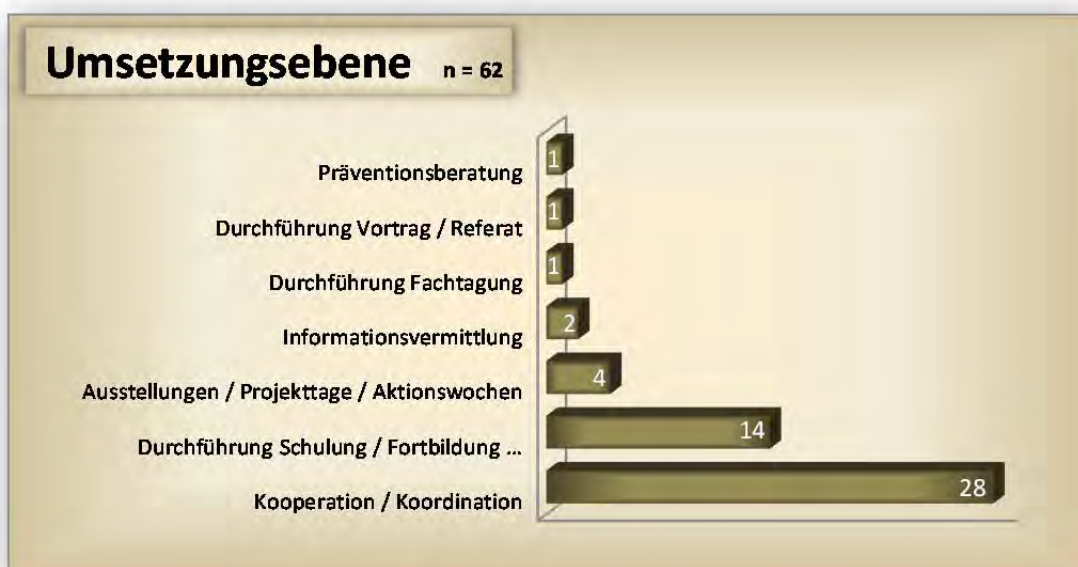 Umsetzungsebene n = 62
Präventionsberatung 1
Durchführung Vortrag / Referat 1
Durchführung Fachtagung 1
Informationsvermittlung 2
Ausstellungen / Projekttage / Aktionswochen 4
Durchführung Schulung / Fortbildung ... 14
Kooperation / Koordination 28